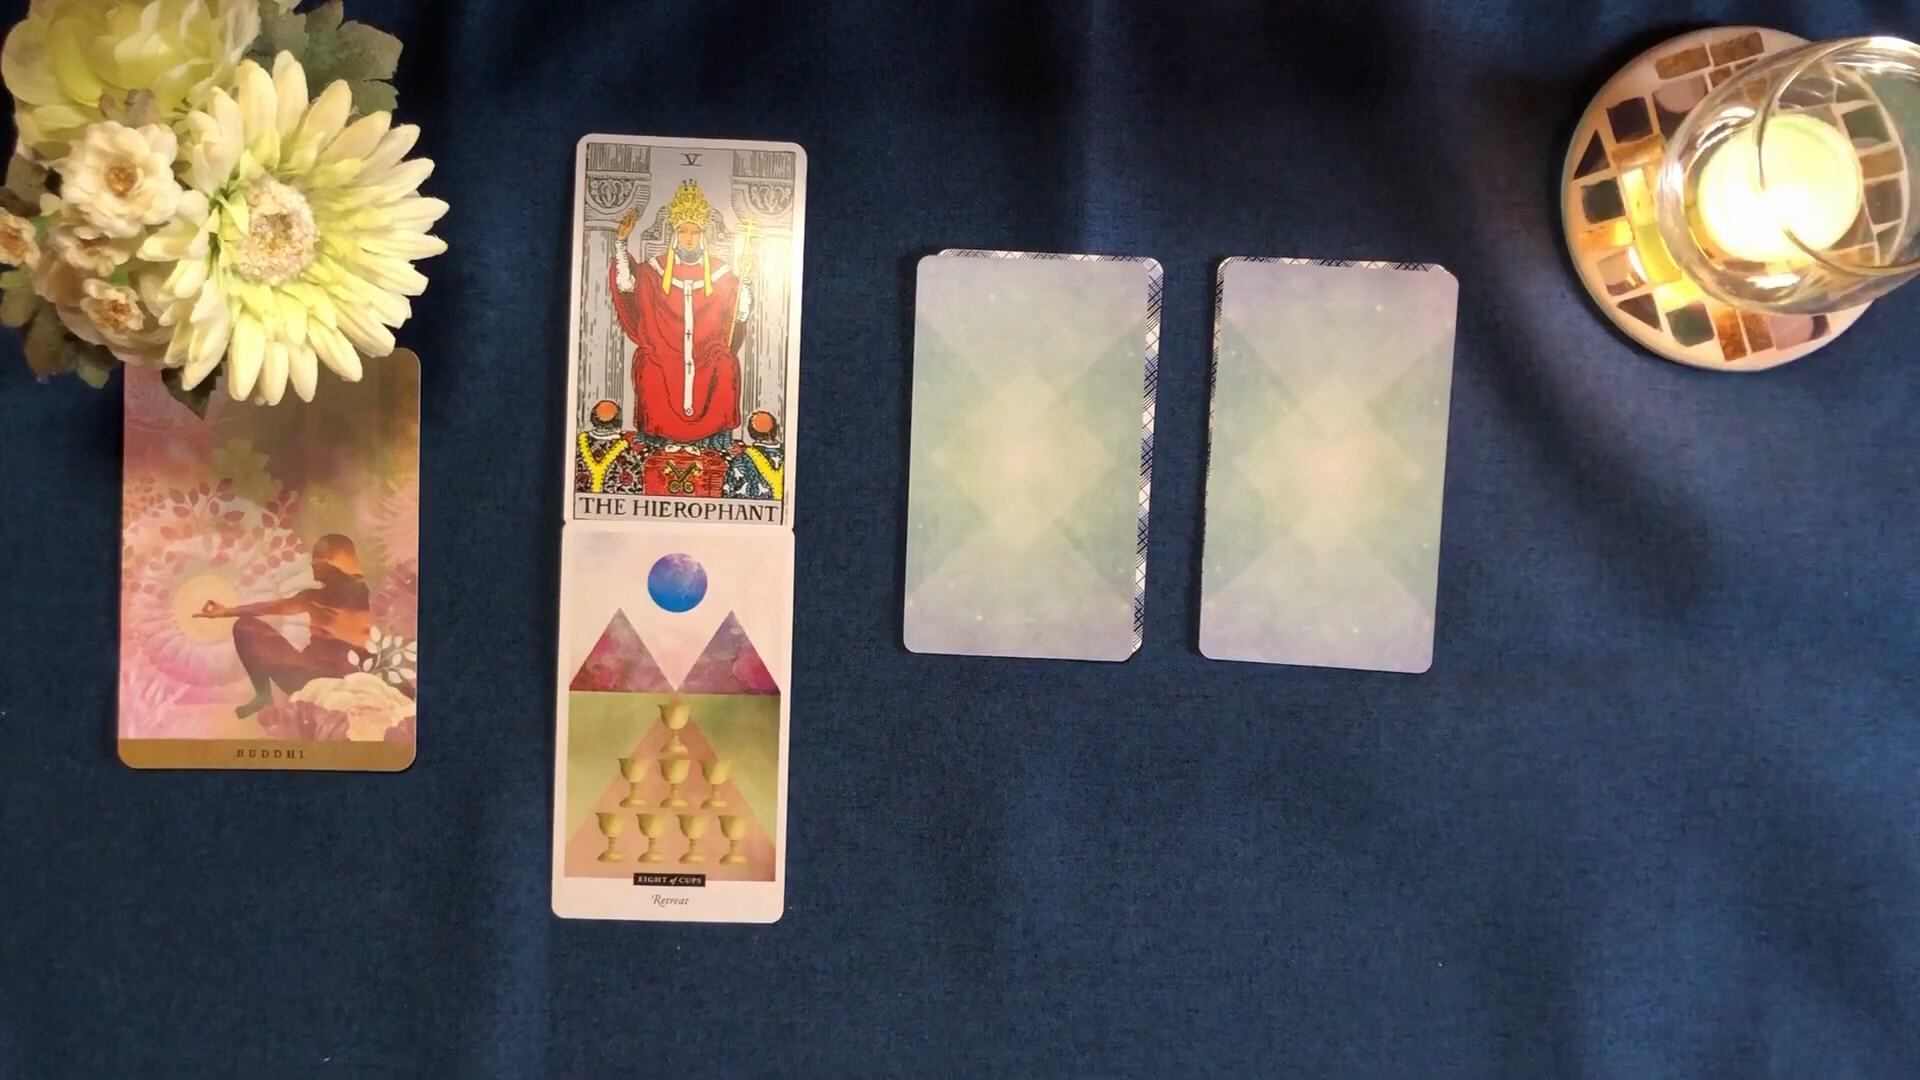 BUDDHI
V
THE HIEROPHANT
EIGHT of CUPS
Retreat